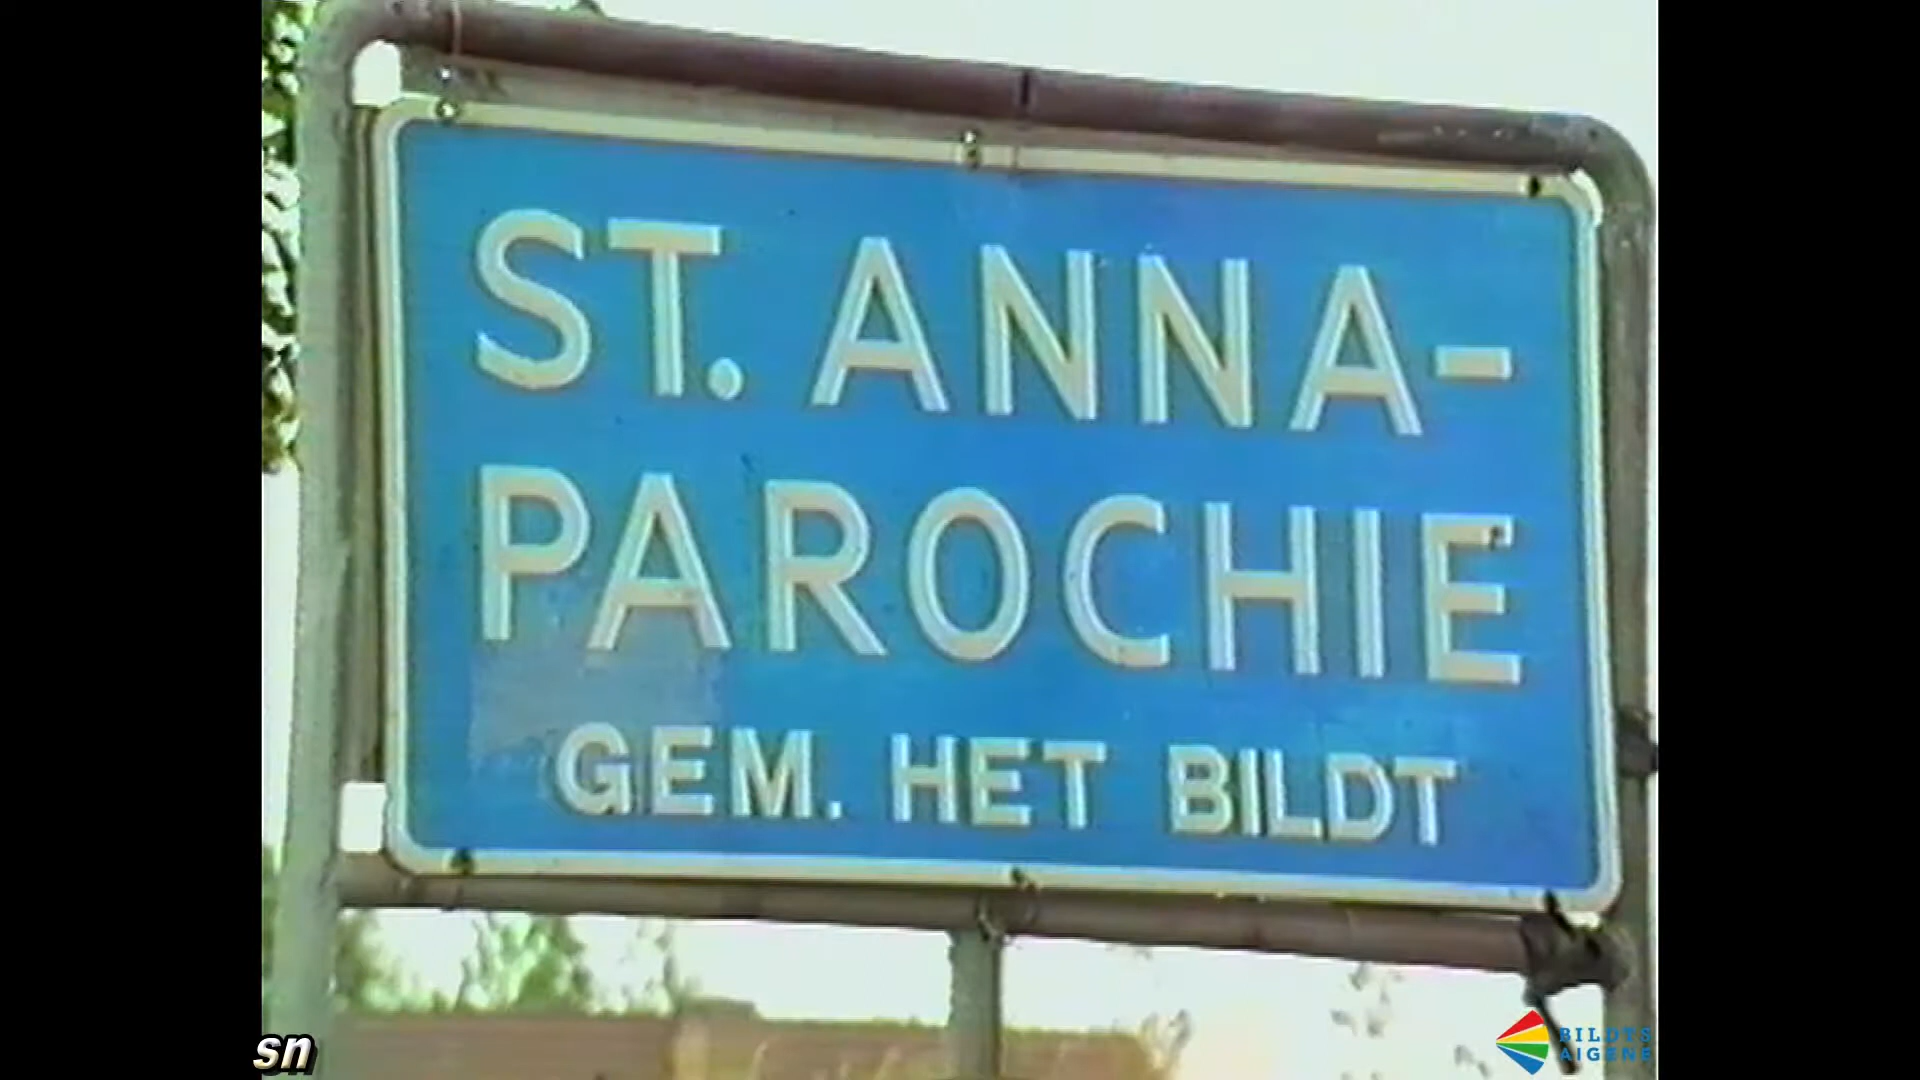 ST. ANNA-
PAROCHIE
GEM. HET BILDT
sn
BILDTS
AIGENE